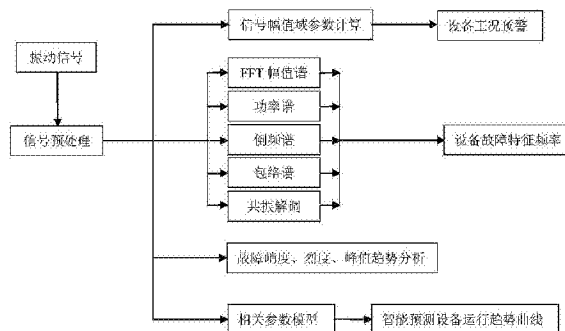 信号幅值域参数计算
设备工况预警
振动信号
FFT 幅值谱
功率谱
信号预处理
倒频谱
设备故障特征频率
包络谱
共振解调
故障峭度、烈度、峰值趋势分析
相关参数模型
智能预测设备运行趋势曲线